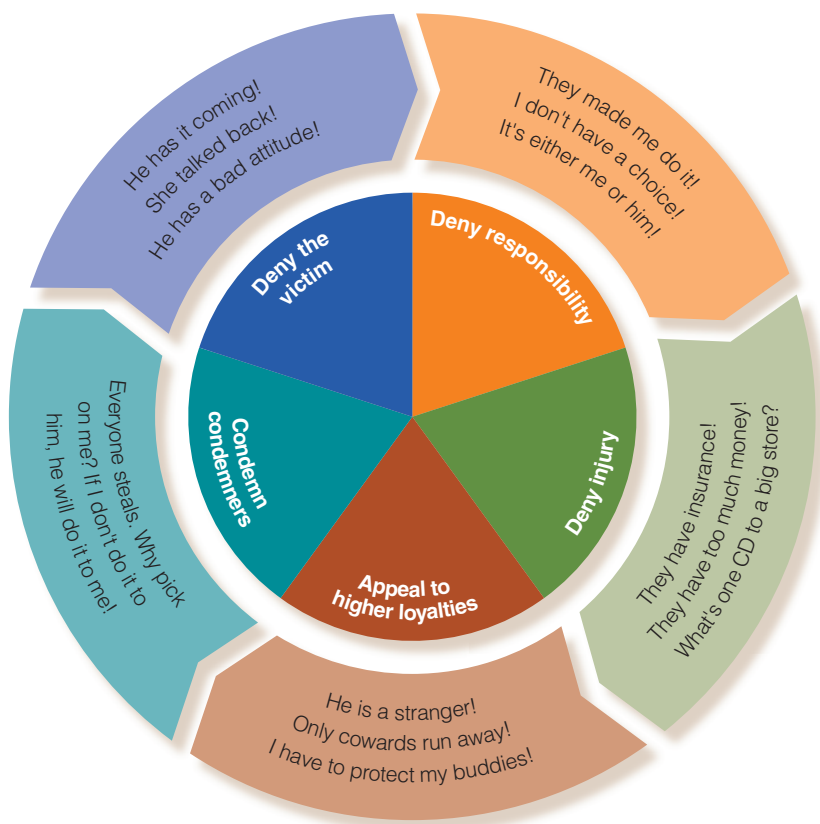 They made me do it!
I don't have a choice!
It's either me or him!
Deny responsibility
They have insurance!
They have too much money!
What's one CD to a big store?
Deny injury
He is a stranger!
Only cowards run away!
I have to protect my buddies!
Appeal to
higher loyalties
Everyone steals. Why pick
on me? If I don't do it to
him, he will do it to me!
Condemn
condemners
He has it coming!
She talked back!
He has a bad attitude!
Deny the
victim